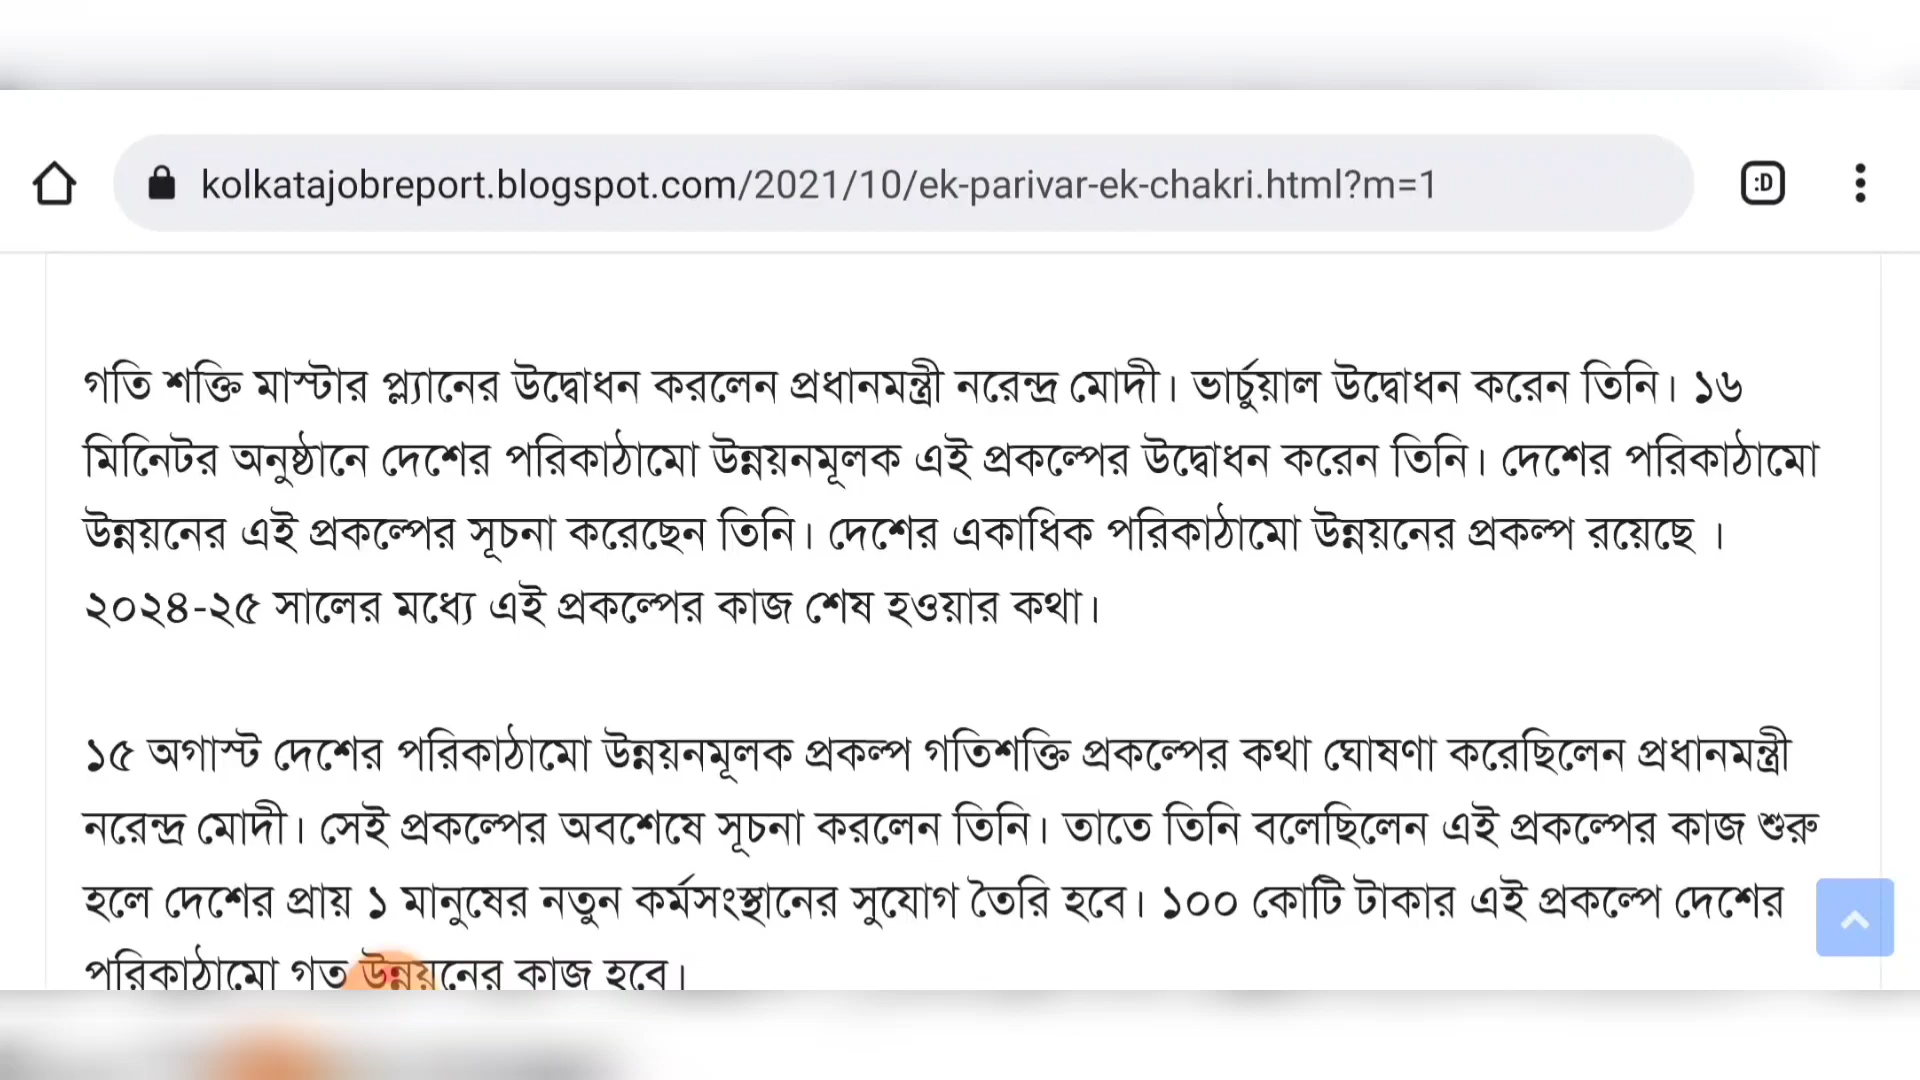 kolkatajobreport.blogspot.com/2021/10/ek-parivar-ek-chakri.html?m=1
:D
গতি শক্তি মাস্টার প্ল্যানের উদ্বোধন করলেন প্রধানমন্ত্রী নরেন্দ্র মোদী। ভার্চুয়াল উদ্বোধন করেন তিনি। ১৬
মিনিটের অনুষ্ঠানে দেশের পরিকাঠামো উন্নয়নমূলক এই প্রকল্পের উদ্বোধন করেন তিনি। দেশের পরিকাঠামো
উন্নয়নের এই প্রকল্পের সূচনা করেছেন তিনি। দেশের একাধিক পরিকাঠামো উন্নয়নের প্রকল্প রয়েছে ।
২০২৪-২৫ সালের মধ্যে এই প্রকল্পের কাজ শেষ হওয়ার কথা।
১৫ অগাস্ট দেশের পরিকাঠামো উন্নয়নমূলক প্রকল্প গতিশক্তি প্রকল্পের কথা ঘোষণা করেছিলেন প্রধানমন্ত্রী
নরেন্দ্র মোদী। সেই প্রকল্পের অবশেষে সূচনা করলেন তিনি। তাতে তিনি বলেছিলেন এই প্রকল্পের কাজ শুরু
হলে দেশের প্রায় ১ মানুষের নতুন কর্মসংস্থানের সুযোগ তৈরি হবে। ১০০ কোটি টাকার এই প্রকল্পে দেশের
পরিকাঠামো গত উন্নয়নের কাজ হবে।